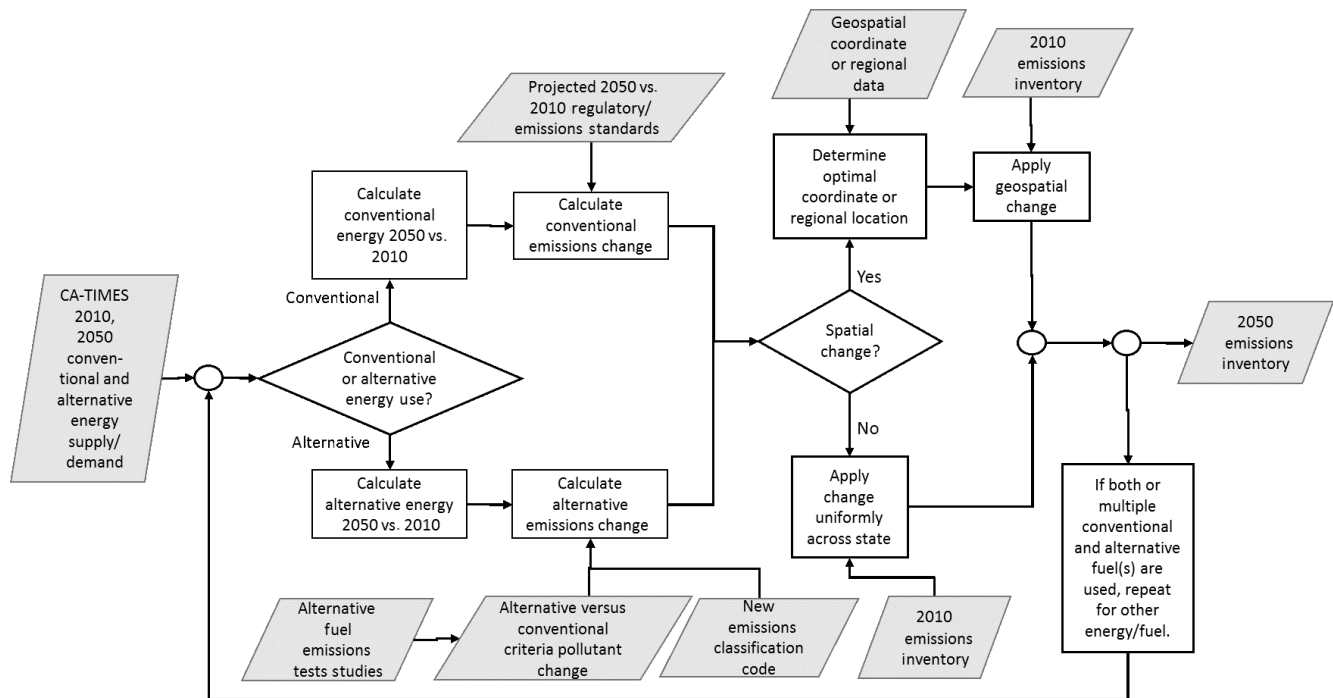 CA-TIMES
2010,
2050
conven-
tional and
alternative
energy
supply/
demand
Conventional
or alternative
energy use?
Conventional
Alternative
Calculate
conventional
energy 2050 vs.
2010
Projected 2050 vs.
2010 regulatory/
emissions standards
Calculate
conventional
emissions change
Calculate
alternative energy
2050 vs. 2010
Calculate
alternative
emissions change
Alternative
fuel
emissions
tests studies
Alternative versus
conventional
criteria pollutant
change
New
emissions
classification
code
Spatial
change?
Yes
No
Geospatial
coordinate
or regional
data
Determine
optimal
coordinate or
regional location
2010
emissions
inventory
Apply
geospatial
change
Apply
change
uniformly
across state
2010
emissions
inventory
2050
emissions
inventory
If both or
multiple
conventional
and alternative
fuel(s) are
used, repeat
for other
energy/fuel.